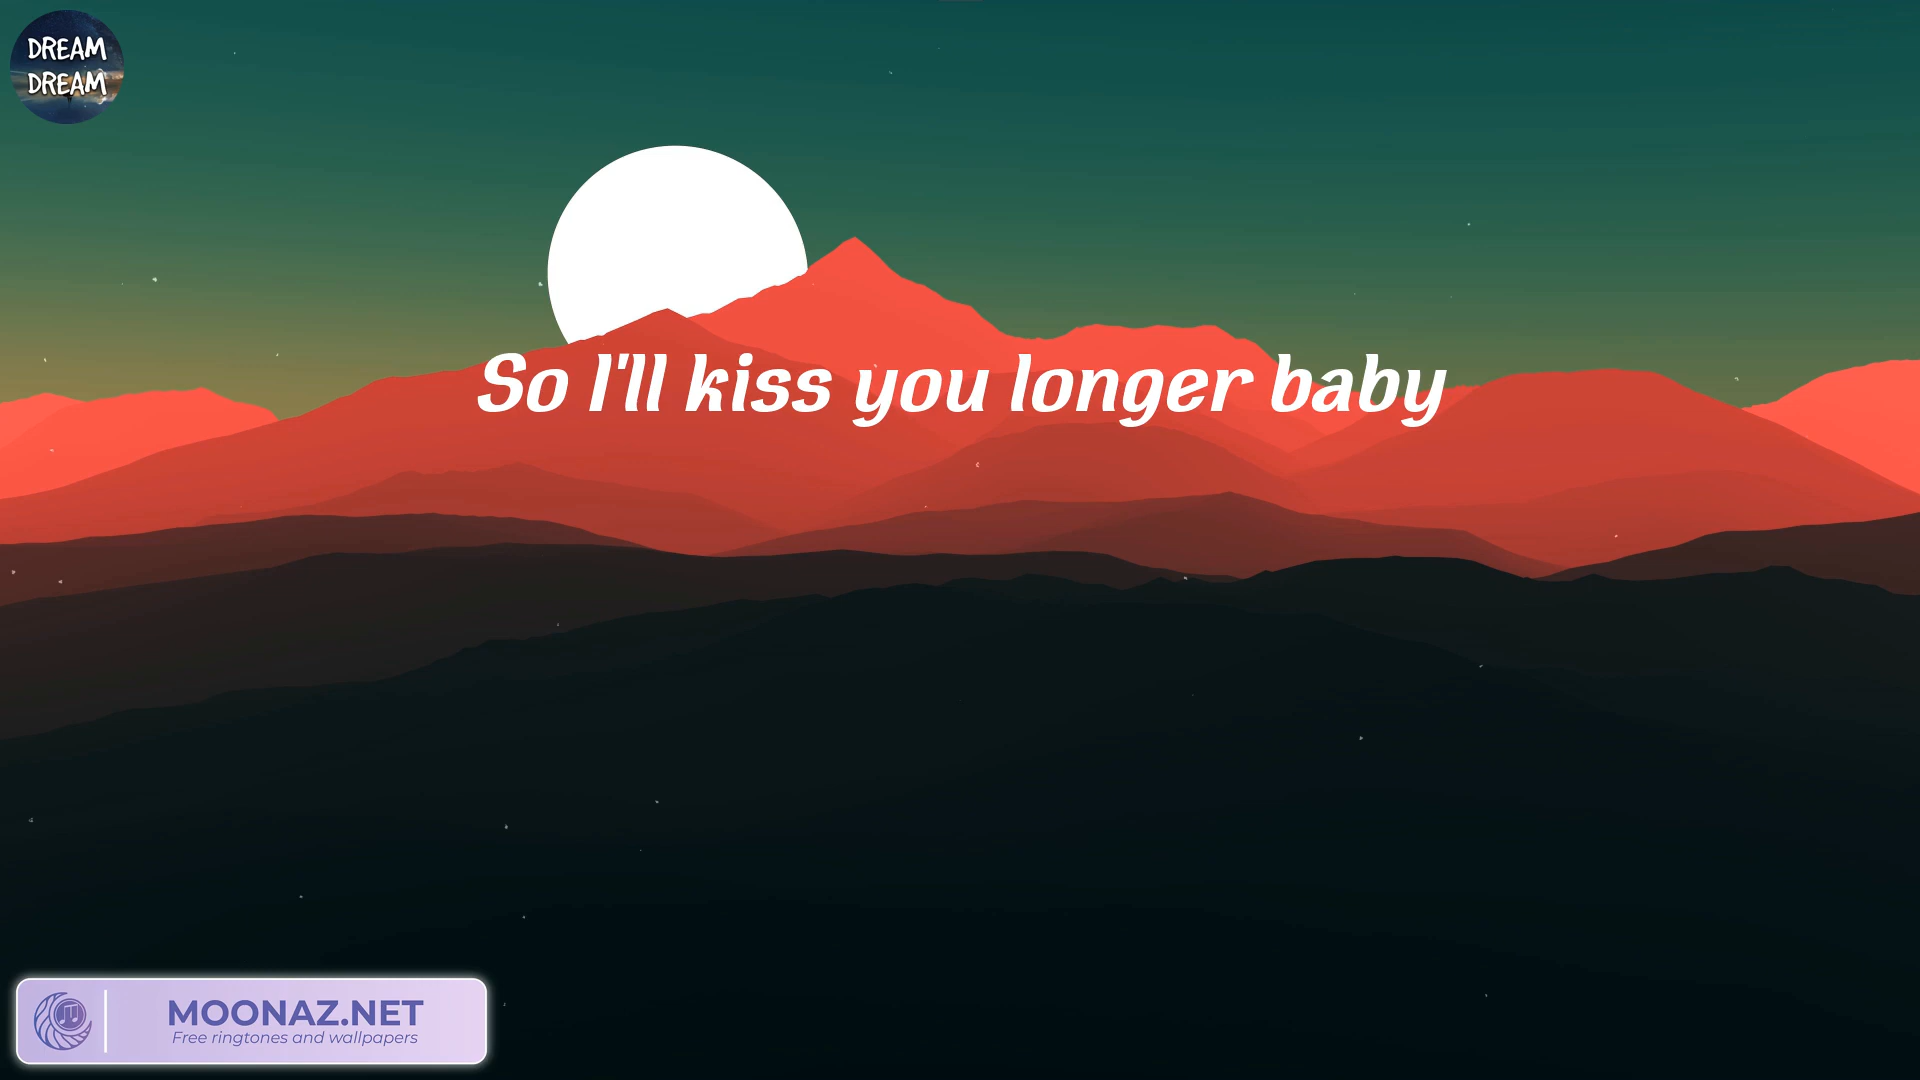 DREAM
DREAM
So I'll kiss you longer baby
MOONAZ.NET
Free ringtones and wallpapers